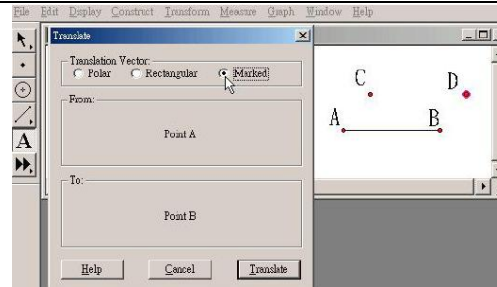 File Edit Display Construct Transform Measure Graph Window Help
Translate
Translation Vector:
Polar Rectangular Marked
From:
Point A
To:
Point B
Help Cancel Translate
A
C D
A B